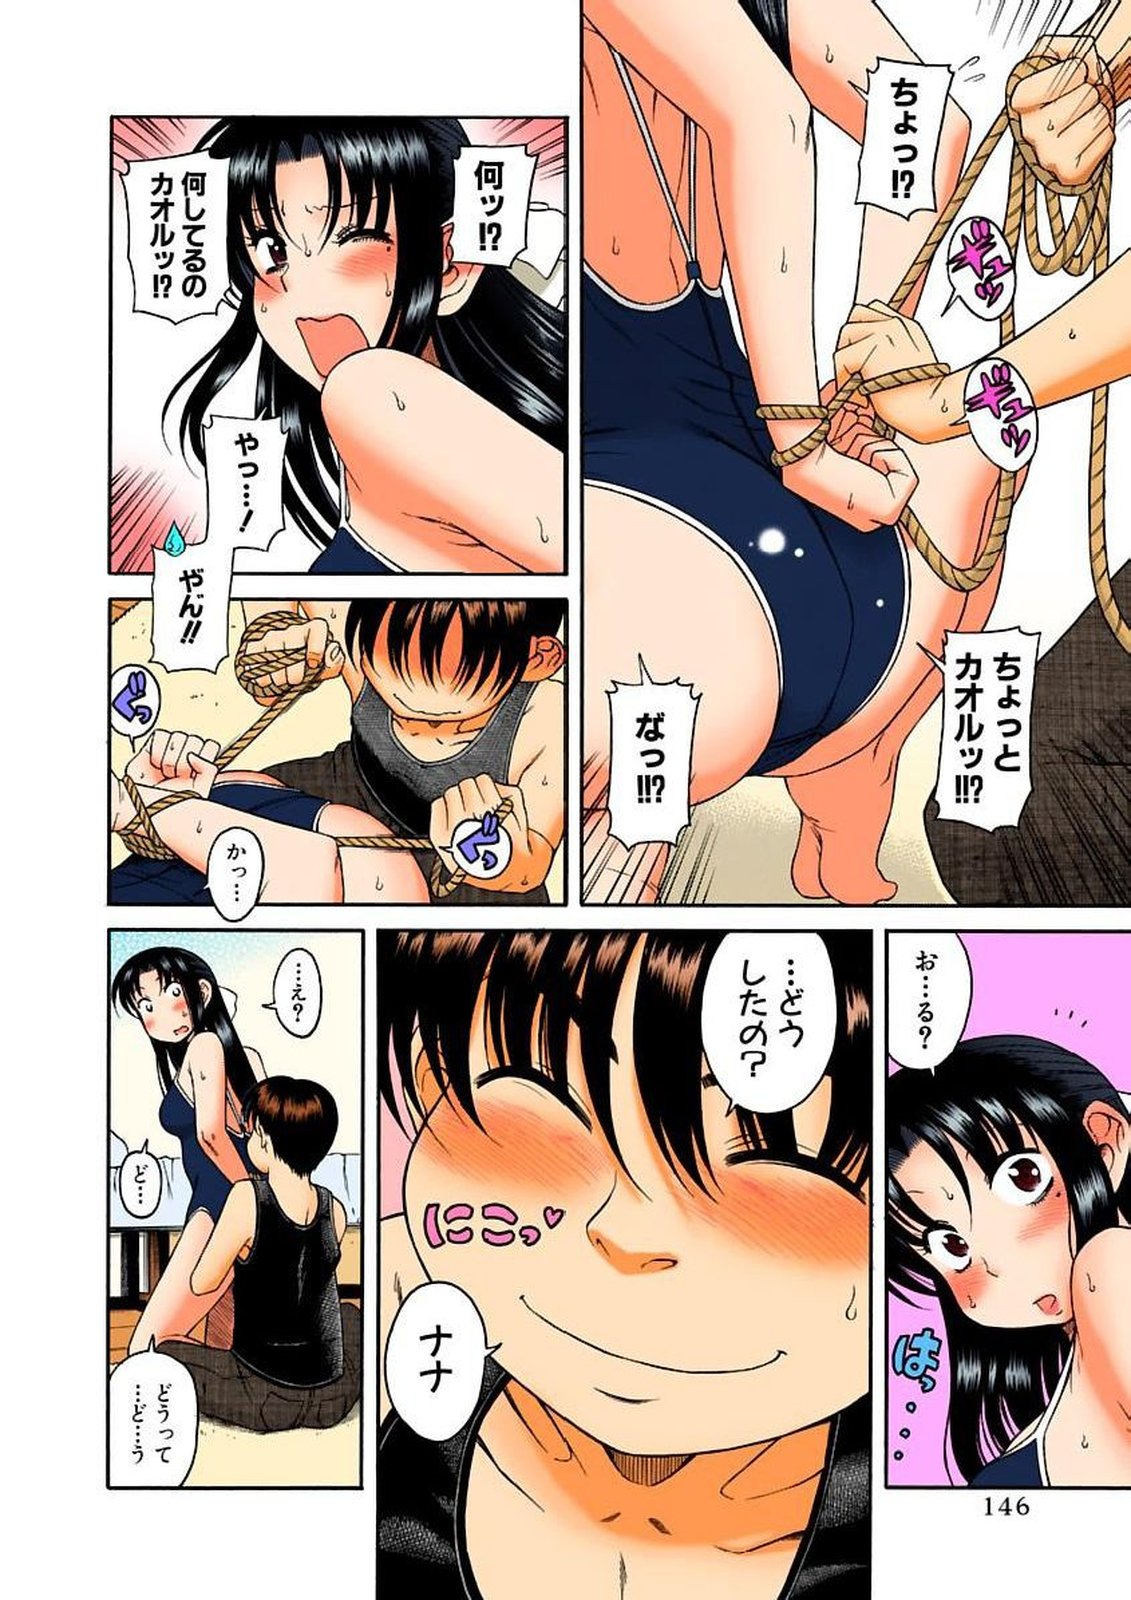 ちょっ!?
ギュッ
ギュッ
ちょっと
カオルッ!!?
なっ!!?
何ッ!?
何してるの
カオルッ!?
やっ…!
やん!!
ぐっ
ぐっ
かっ…
お…る?
はっ…
…どう
したの?
にこっ♥
ナナ
…え?
ど…
どうって
…ど…う
146